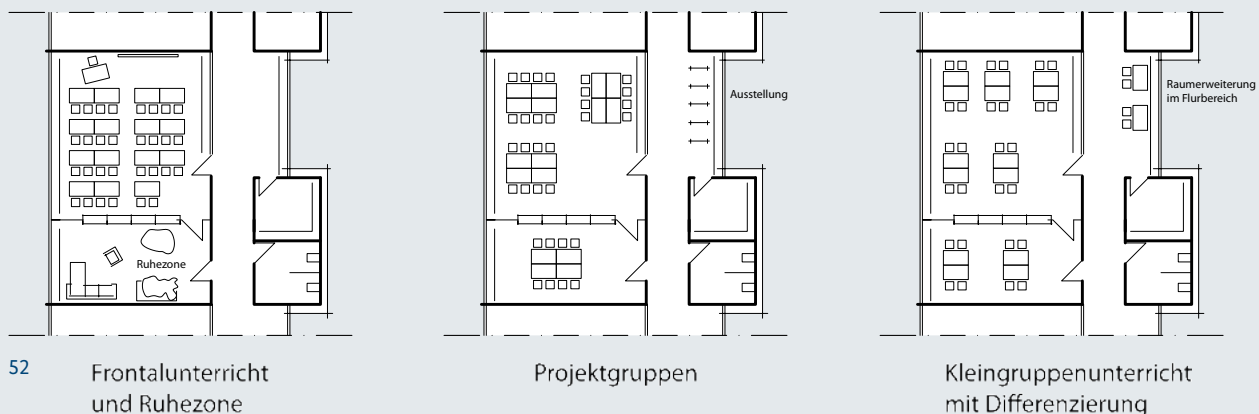 Ruhezone
Ausstellung
Raumerweiterung
im Flurbereich
52
Frontalunterricht
und Ruhezone
Projektgruppen
Kleingruppenunterricht
mit Differenzierung